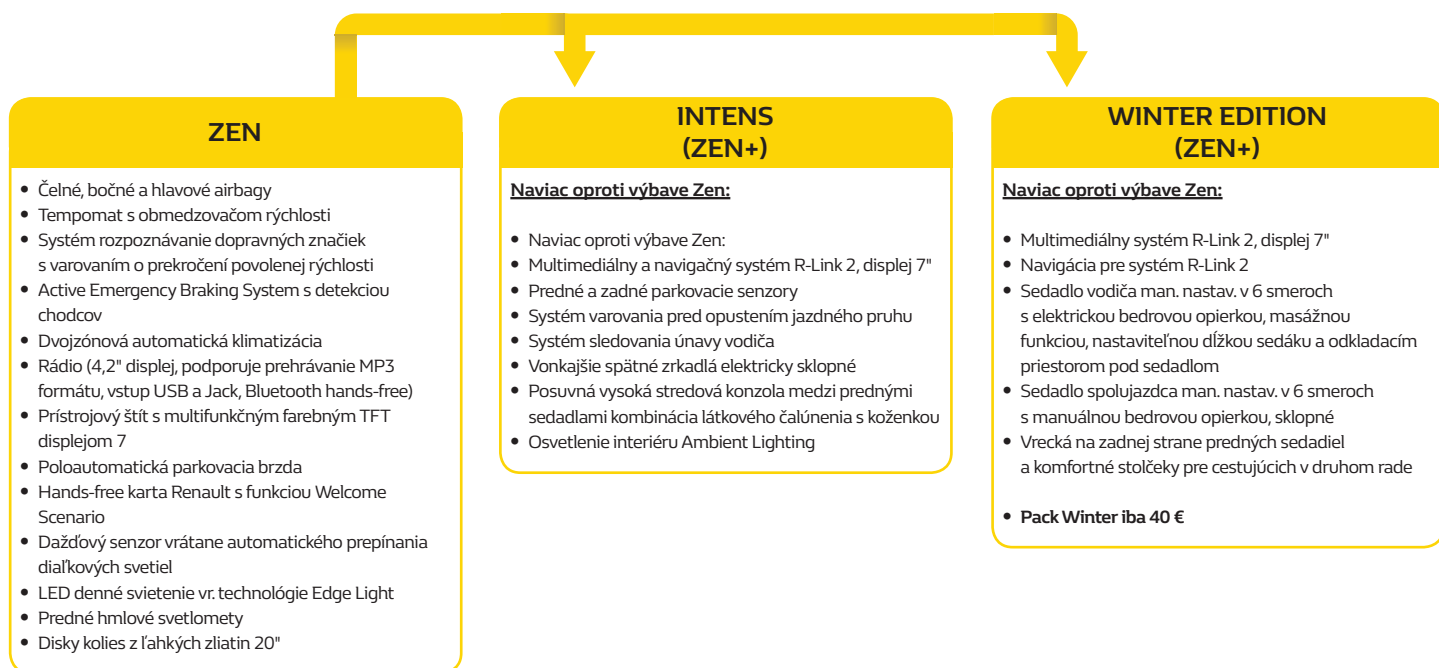 ZEN
• Čelné, bočné a hlavové airbagy
• Tempomat s obmedzovačom rýchlosti
• Systém rozpoznávanie dopravných značiek
s varovaním o prekročení povolenej rýchlosti
• Active Emergency Braking System s detekciou
chodcov
• Dvojzónová automatická klimatizácia
• Rádio (4,2" displej, podporuje prehrávanie MP3
formátu, vstup USB a Jack, Bluetooth hands-free)
• Prístrojový štít s multifunkčným farebným TFT
displejom 7
• Poloautomatická parkovacia brzda
• Hands-free karta Renault s funkciou Welcome
Scenario
• Dažďový senzor vrátane automatického prepínania
diaľkových svetiel
• LED denné svietenie vr. technológie Edge Light
• Predné hmlové svetlomety
• Disky kolies z ľahkých zliatin 20"
INTENS
(ZEN+)
Naviac oproti výbave Zen:
• Naviac oproti výbave Zen:
• Multimediálny a navigačný systém R-Link 2, displej 7"
• Predné a zadné parkovacie senzory
• Systém varovania pred opustením jazdného pruhu
• Systém sledovania únavy vodiča
• Vonkajšie spätné zrkadlá elektricky sklopné
• Posuvná vysoká stredová konzola medzi prednými
sedadlami kombinácia látkového čalúnenia s koženkou
• Osvetlenie interiéru Ambient Lighting
WINTER EDITION
(ZEN+)
Naviac oproti výbave Zen:
• Multimediálny systém R-Link 2, displej 7"
• Navigácia pre systém R-Link 2
• Sedadlo vodiča man. nastav. v 6 smeroch
s elektrickou bedrovou opierkou, masážnou
funkciou, nastaviteľnou dĺžkou sedáku a odkladacím
priestorom pod sedadlom
• Sedadlo spolujazdca man. nastav. v 6 smeroch
s manuálnou bedrovou opierkou, sklopné
• Vrecká na zadnej strane predných sedadiel
a komfortné stolčeky pre cestujúcich v druhom rade
• Pack Winter iba 40 €